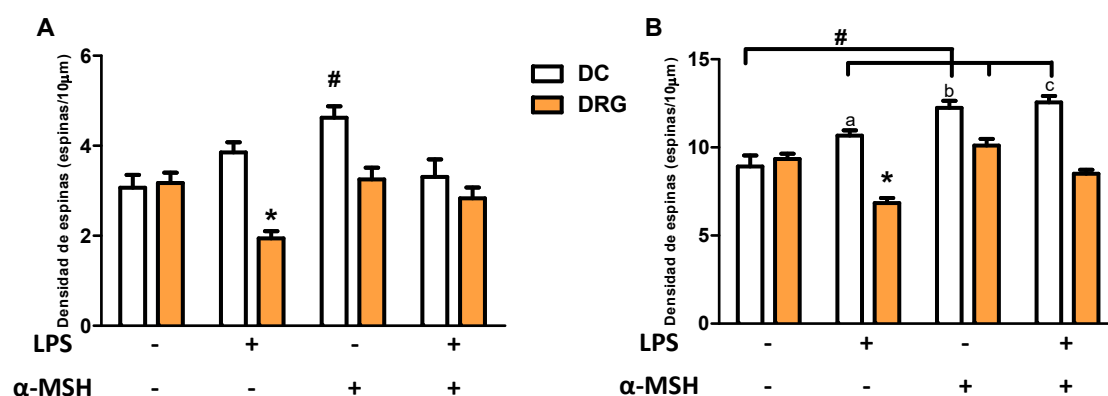 A
Densidad de espinas (espinas/10µm)
6
4
2
0
#
*
LPS - + - +
α-MSH - - + +
DC
DRG
B
Densidad de espinas (espinas/10µm)
15
10
5
0
#
a
b
c
*
LPS - + - +
α-MSH - - + +